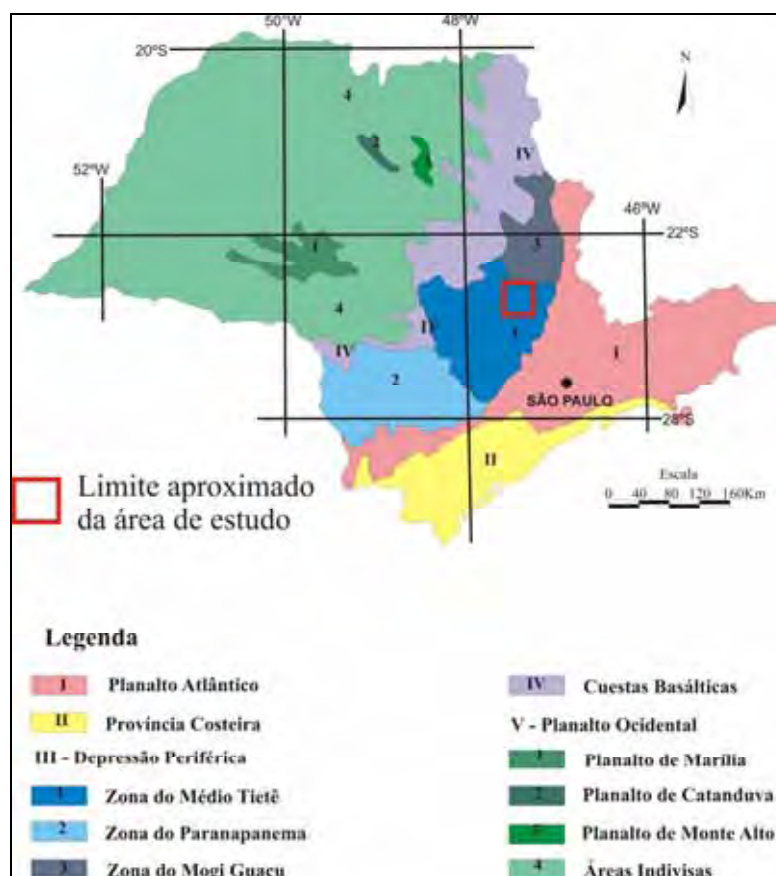 50°W
48°W
20°S
N
4
2
IV
52°W
46°W
22°S
1
3
4
IV
1
IV
2
1
SÃO PAULO
28°S
II
Escala
0 40 80 120 160Km
Limite aproximado
da área de estudo
Legenda
I Planalto Atlântico
II Província Costeira
III - Depressão Periférica
1 Zona do Médio Tietê
2 Zona do Paranapanema
3 Zona do Mogi Guaçu
IV Cuestas Basálticas
V - Planalto Ocidental
1 Planalto de Marília
2 Planalto de Catanduva
Planalto de Monte Alto
4 Áreas Indivisas